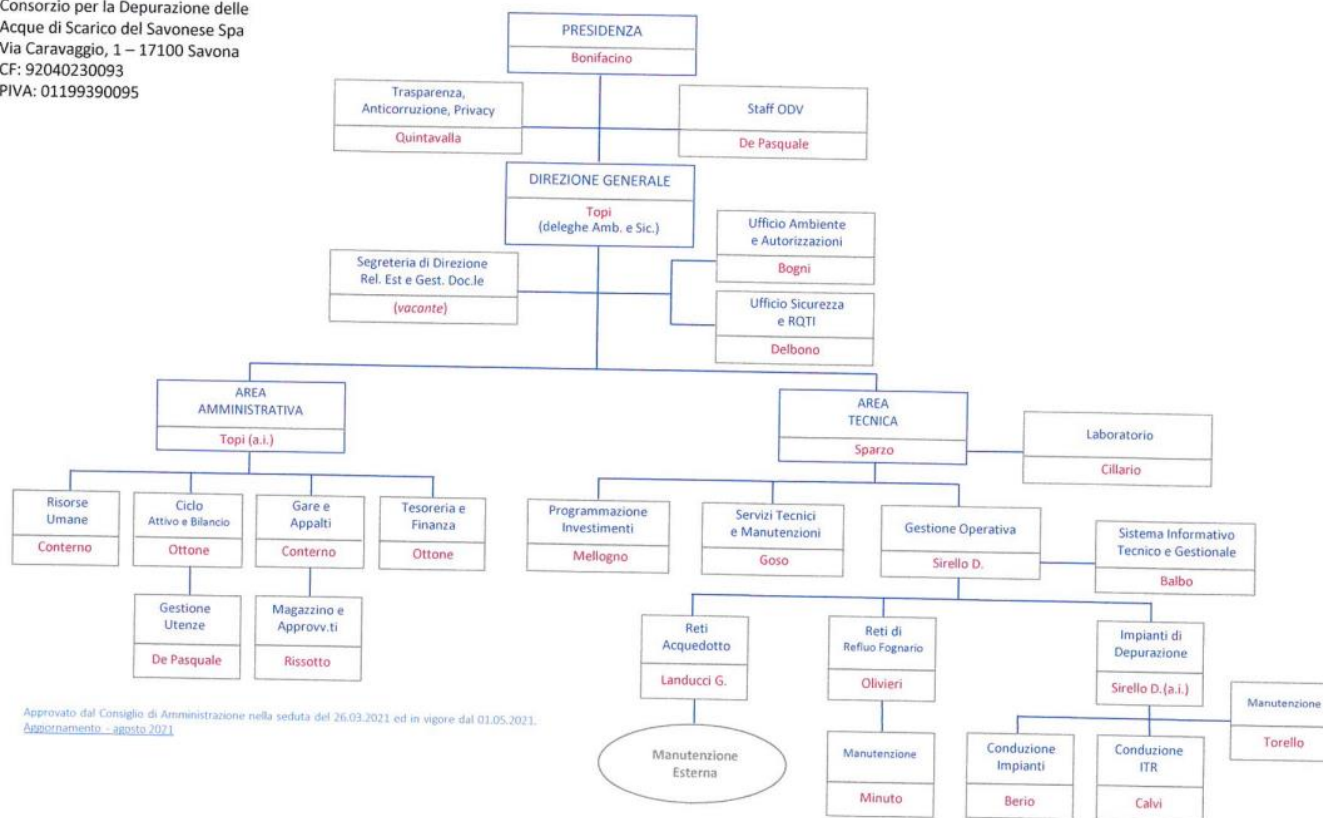 Consorzio per la Depurazione delle
Acque di Scarico del Savonese Spa
Via Caravaggio, 1 – 17100 Savona
CF: 92040230093
PIVA: 01199390095
PRESIDENZA
Bonifacino
Trasparenza,
Anticorruzione, Privacy
Quintavalla
Staff ODV
De Pasquale
DIREZIONE GENERALE
Topi
(deleghe Amb. e Sic.)
Segreteria di Direzione
Rel. Est e Gest. Doc.le
(vacante)
Ufficio Ambiente
e Autorizzazioni
Bogni
Ufficio Sicurezza
e RQTI
Delbono
AREA
AMMINISTRATIVA
Topi (a.i.)
AREA
TECNICA
Sparzo
Laboratorio
Cillario
Risorse
Umane
Conterno
Ciclo
Attivo e Bilancio
Ottone
Gare e
Appalti
Conterno
Tesoreria e
Finanza
Ottone
Programmazione
Investimenti
Mellogno
Servizi Tecnici
e Manutenzioni
Goso
Gestione Operativa
Sirello D.
Sistema Informativo
Tecnico e Gestionale
Balbo
Gestione
Utenze
De Pasquale
Magazzino e
Approvv.ti
Rissotto
Reti
Acquedotto
Landucci G.
Reti di
Refluo Fognario
Olivieri
Impianti di
Depurazione
Sirello D.(a.i.)
Manutenzione
Torello
Manutenzione
Esterna
Manutenzione
Minuto
Conduzione
Impianti
Berio
Conduzione
ITR
Calvi
Approvato dal Consiglio di Amministrazione nella seduta del 26.03.2021 ed in vigore dal 01.05.2021.
Aggiornamento - agosto 2021